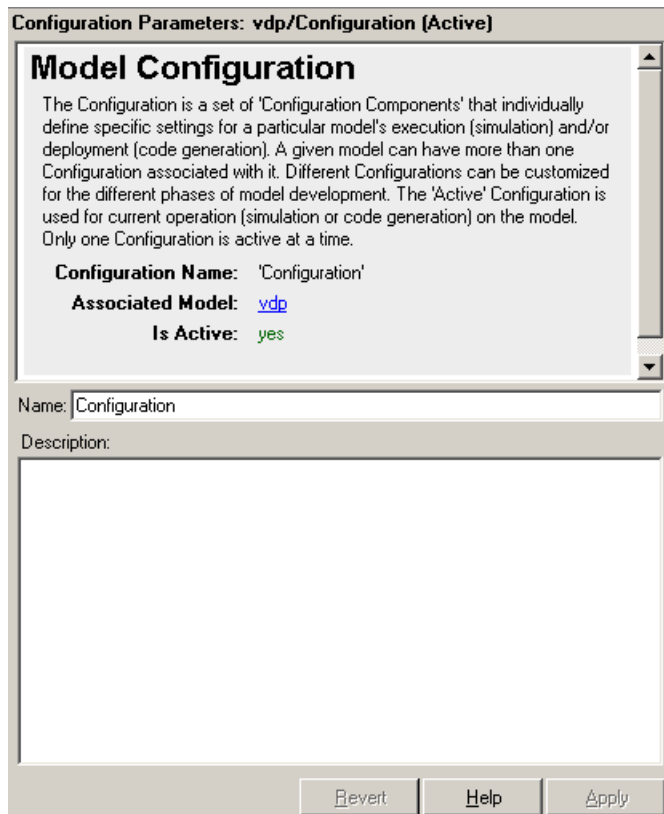 Configuration Parameters: vdp/Configuration (Active)
Model Configuration
The Configuration is a set of 'Configuration Components' that individually
define specific settings for a particular model's execution (simulation) and/or
deployment (code generation). A given model can have more than one
Configuration associated with it. Different Configurations can be customized
for the different phases of model development. The 'Active' Configuration is
used for current operation (simulation or code generation) on the model.
Only one Configuration is active at a time.
Configuration Name: 'Configuration'
Associated Model: vdp
Is Active: yes
Name: Configuration
Description:
Revert Help Apply